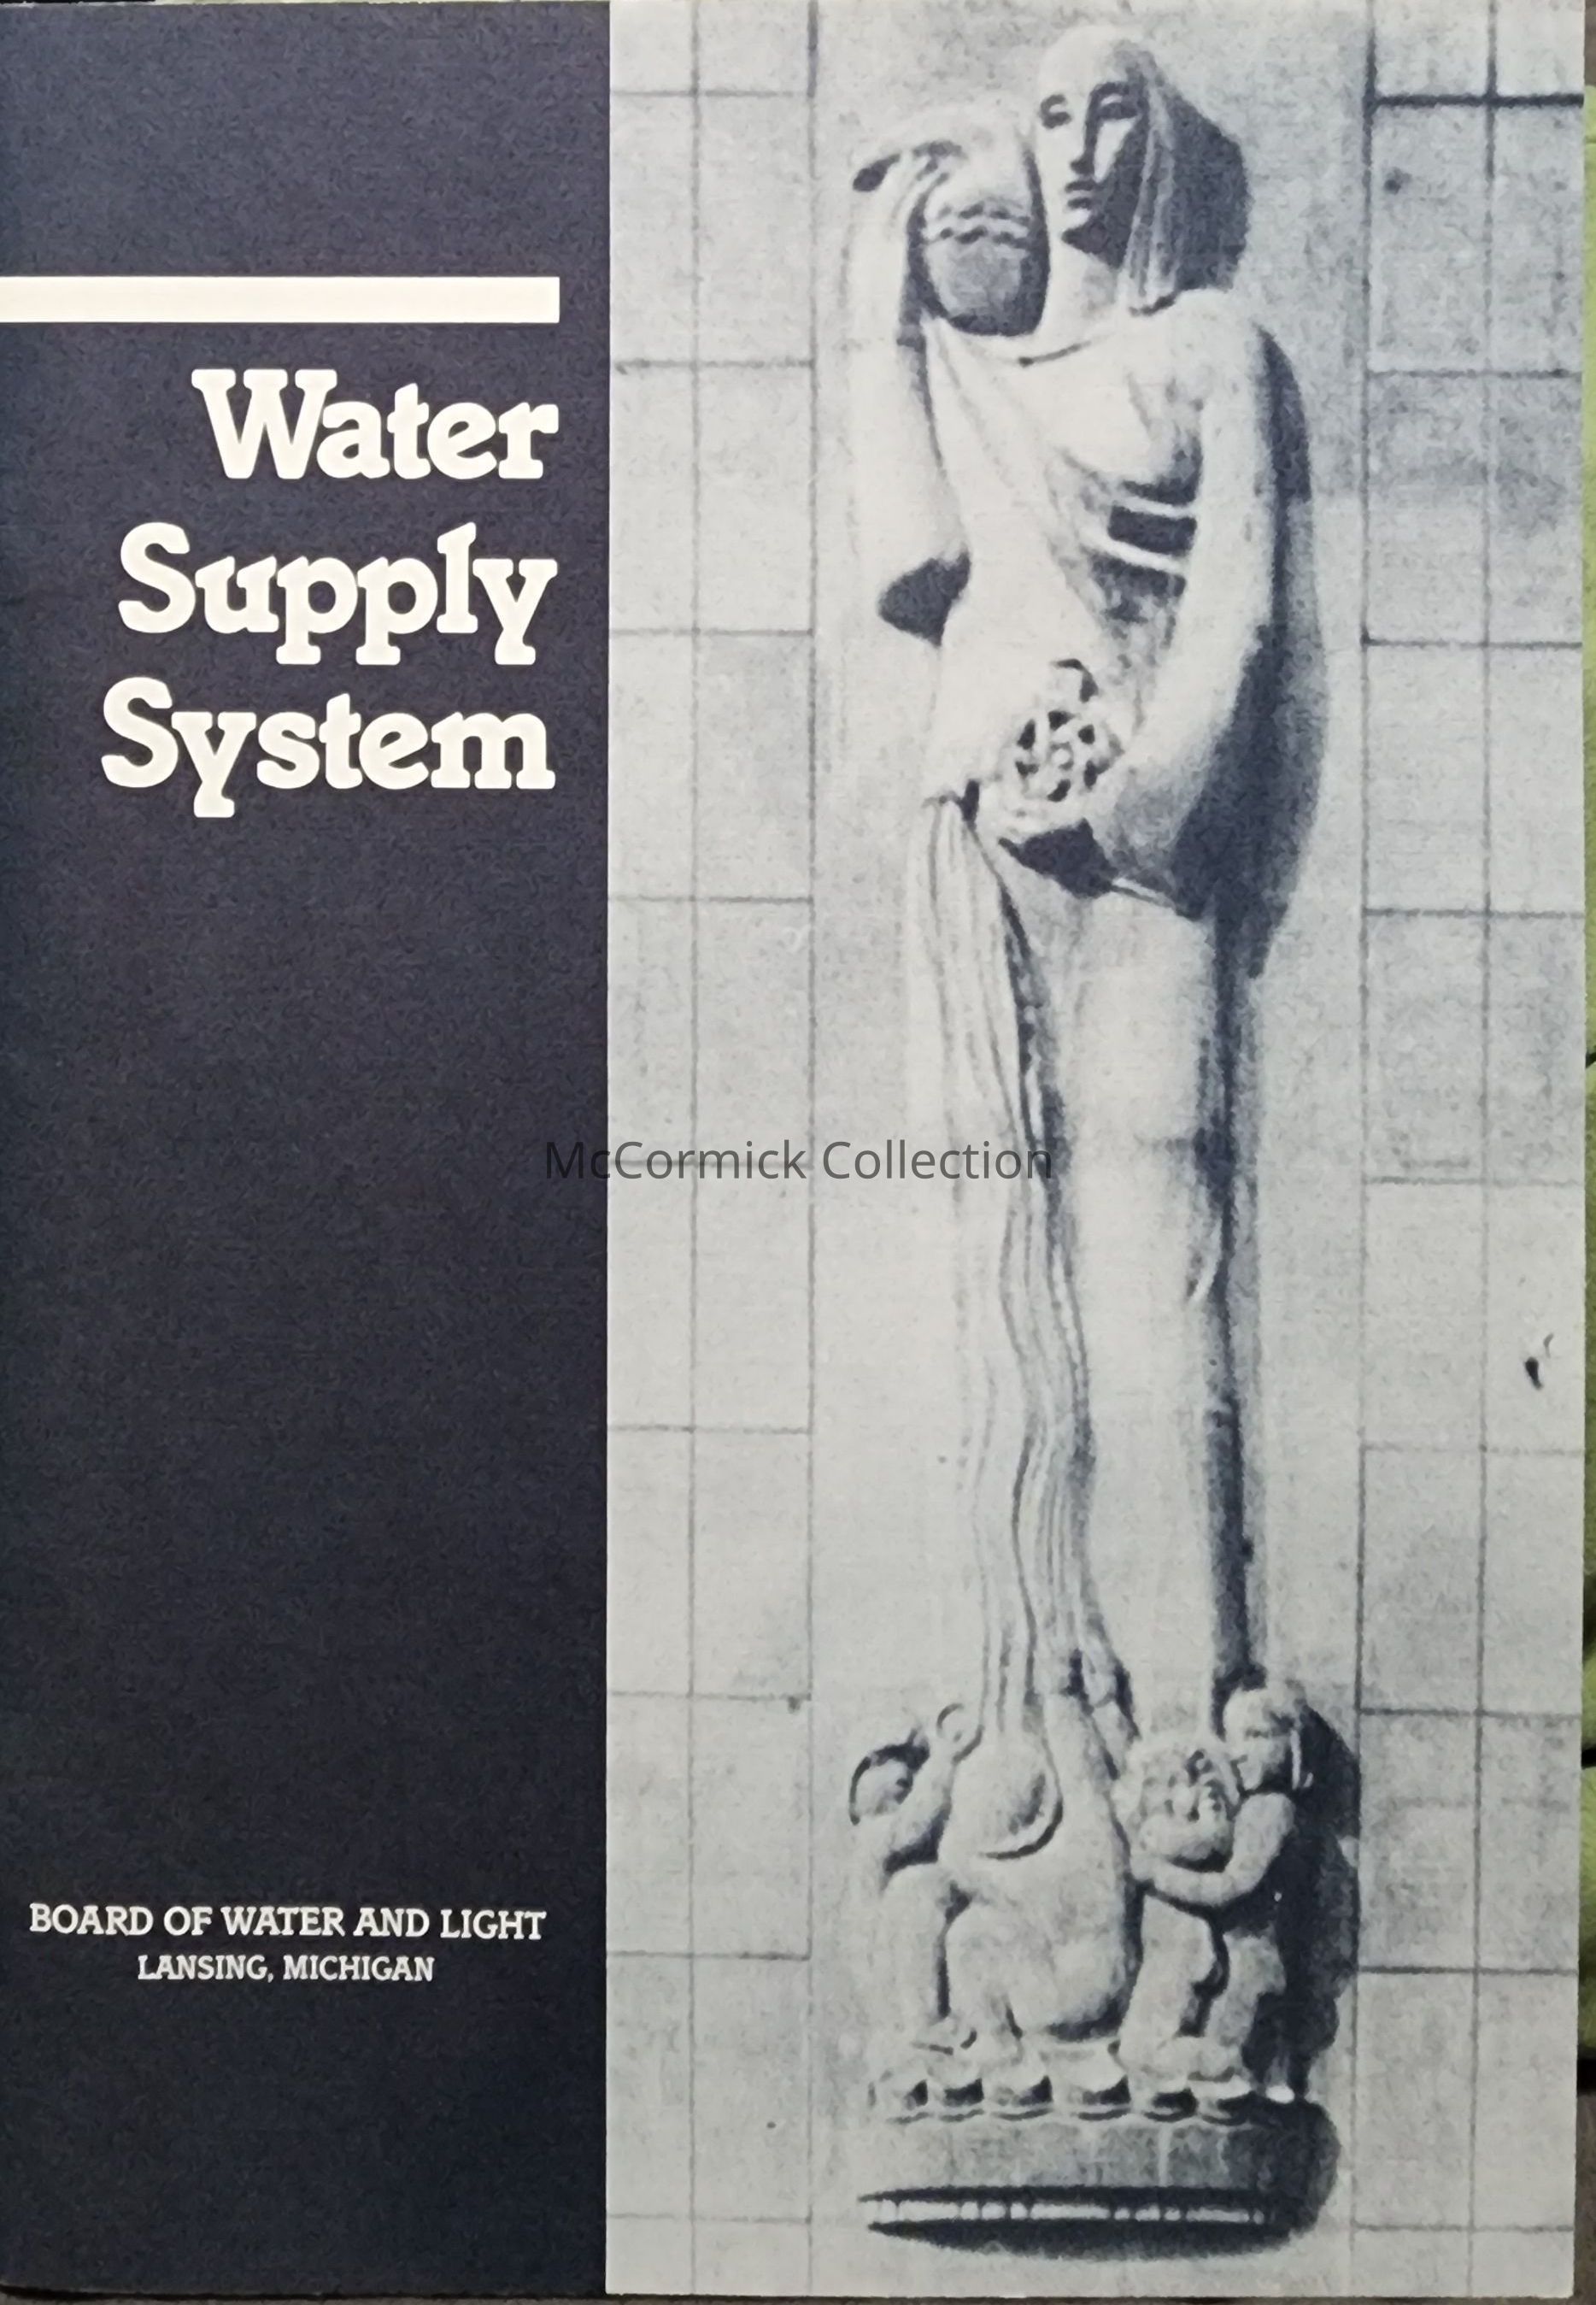 Water
Supply
System
McCormick Collection
BOARD OF WATER AND LIGHT
LANSING, MICHIGAN